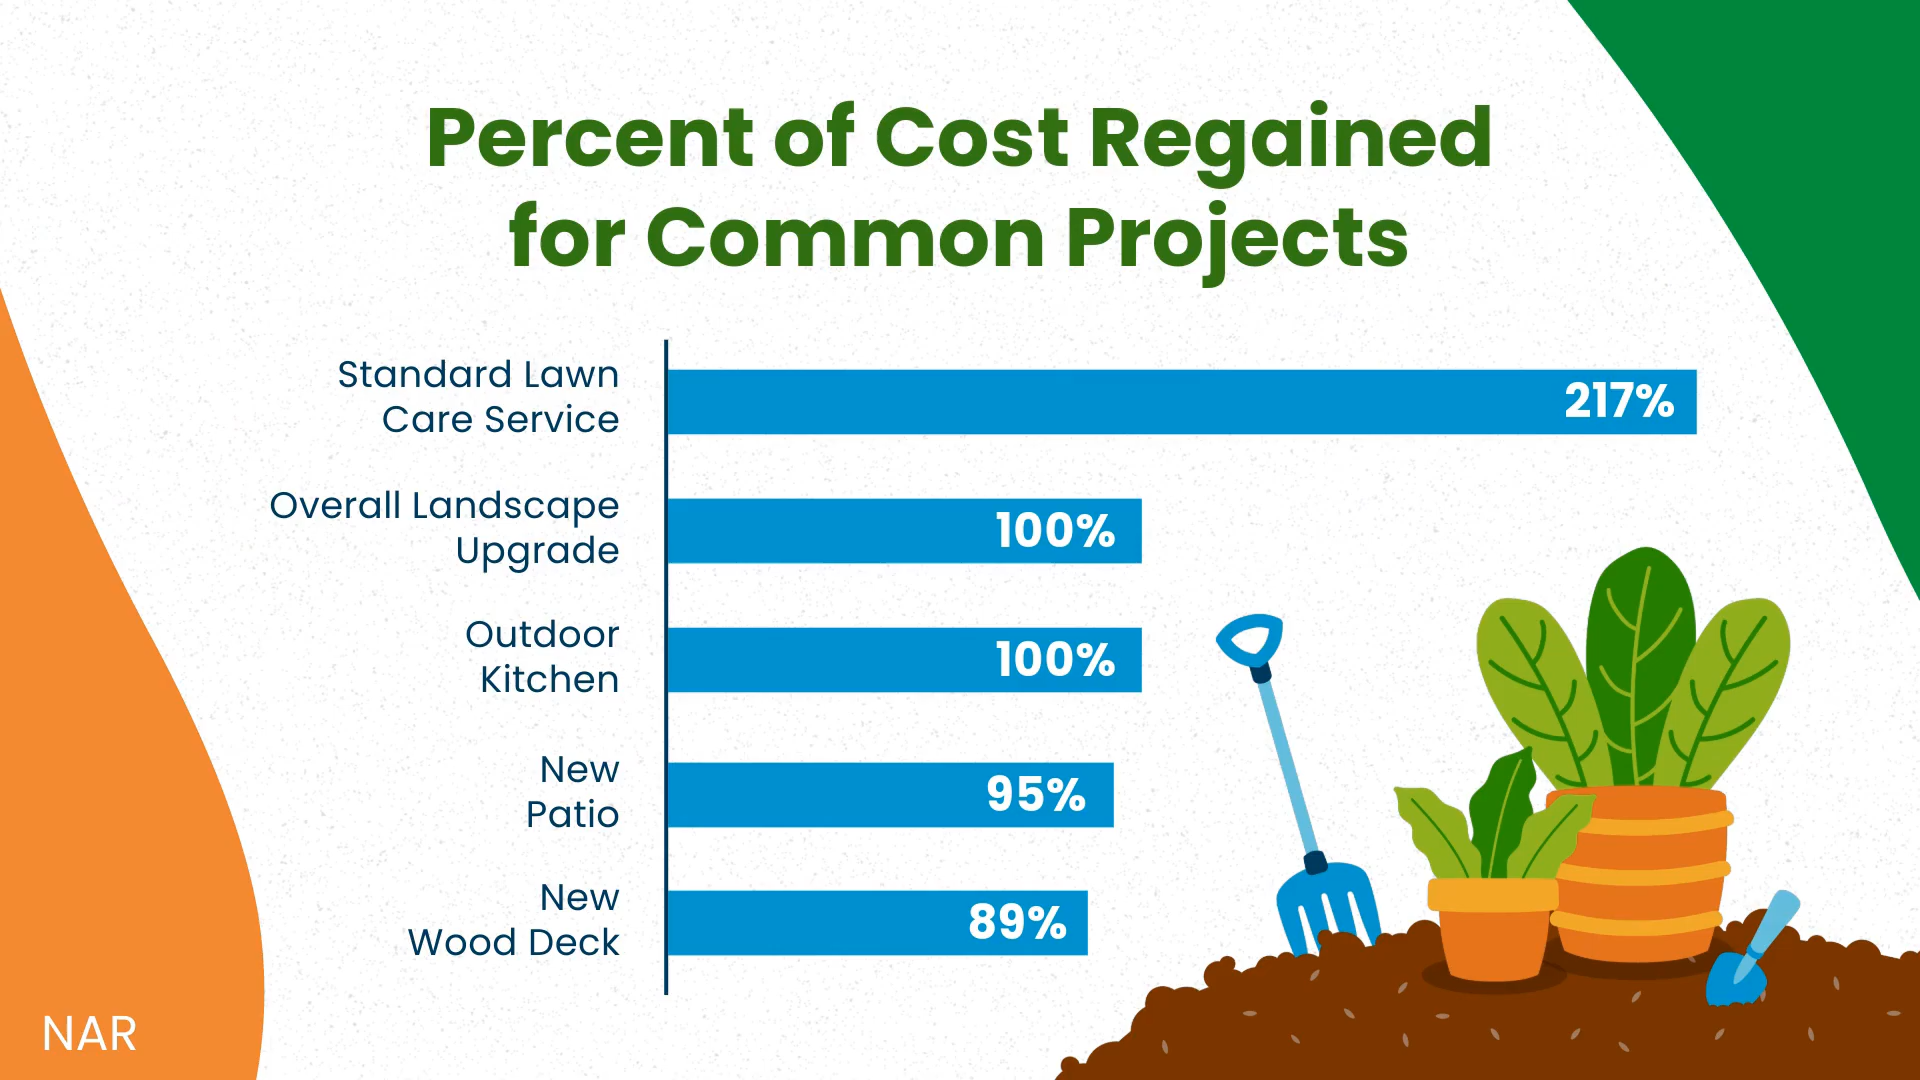 Percent of Cost Regained
for Common Projects
Standard Lawn
Care Service
217%
Overall Landscape
Upgrade
100%
Outdoor
Kitchen
100%
New
Patio
95%
New
Wood Deck
89%
NAR